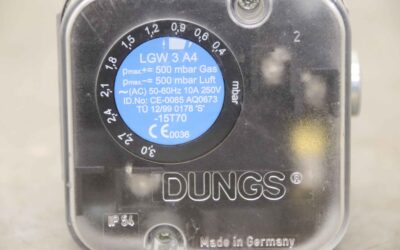 0.4 0.6 0.9 1.2 1.5 1.8 2.1 2.4 2.7 3.0
mbar
2
LGW 3 A4
pmax.+= 500 mbar Gas
pmax.-= 500 mbar Luft
~(AC) 50-60Hz 10A 250V
ID.No: CE-0085 AQ0673
TÜ 12/99 0178 "S"
-15T70
CE 0036
DUNGS®
IP 54
Made in Germany